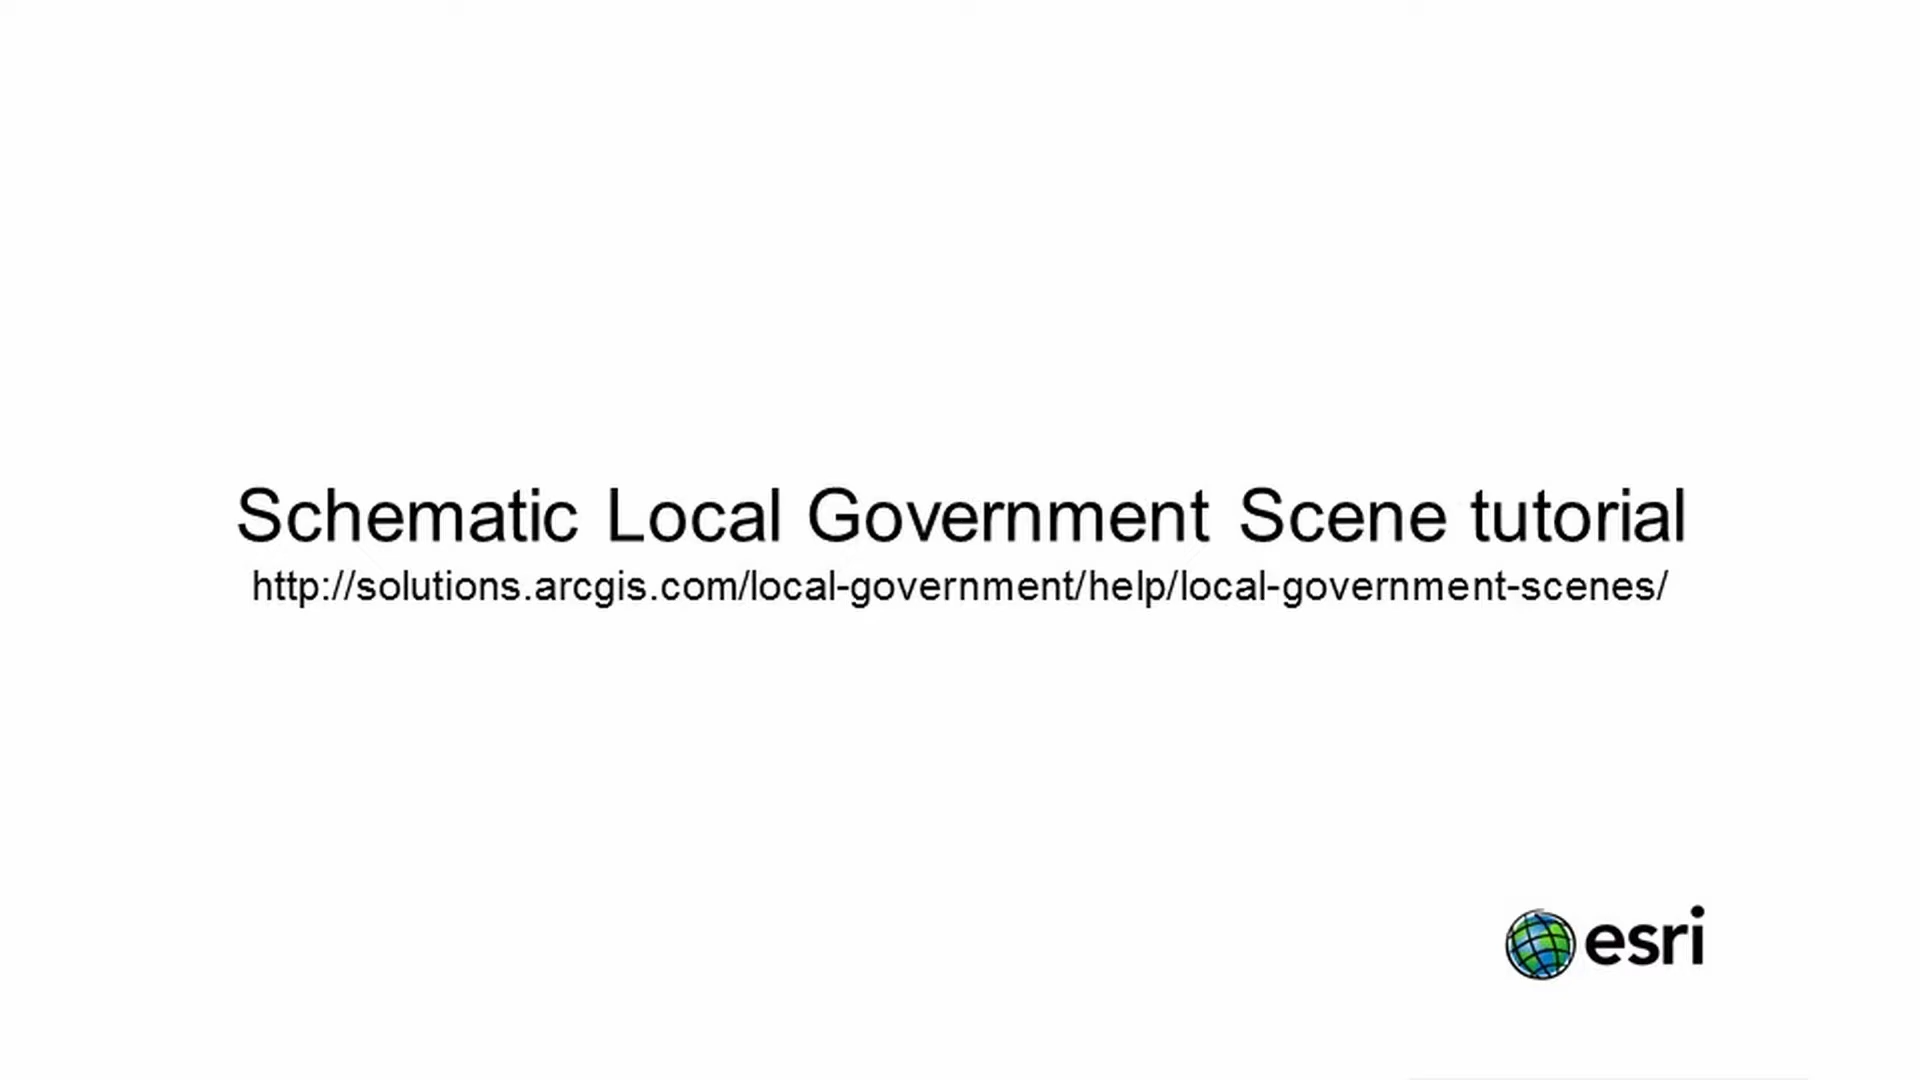 Schematic Local Government Scene tutorial
http://solutions.arcgis.com/local-government/help/local-government-scenes/
esri